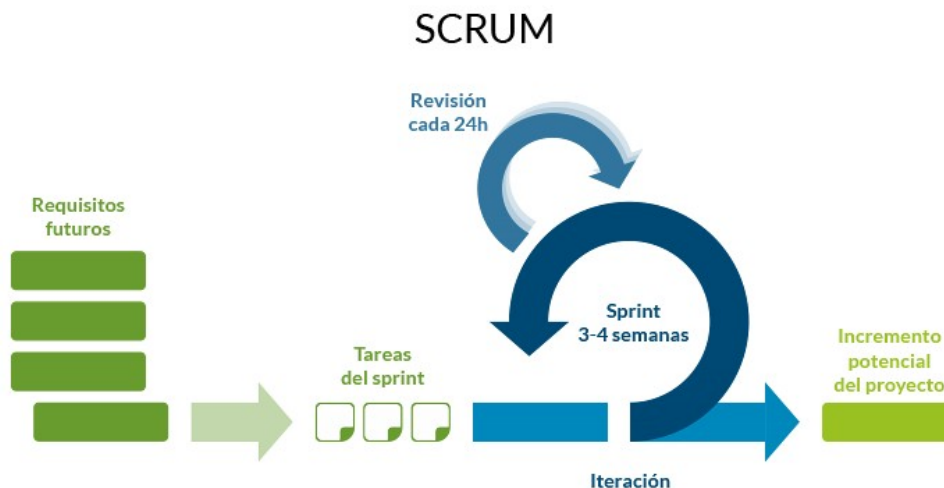 SCRUM
Revisión
cada 24h
Requisitos
futuros
Sprint
3-4 semanas
Tareas
del sprint
Incremento
potencial
del proyecto
Iteración